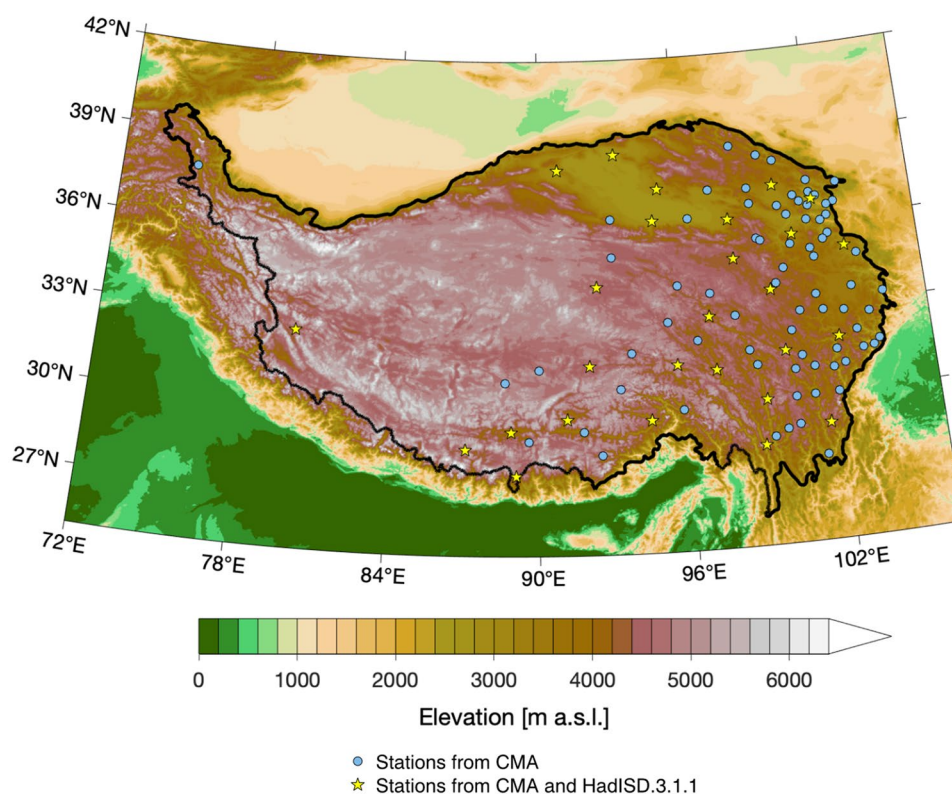 42°N
39°N
36°N
33°N
30°N
27°N
72°E
78°E
84°E
90°E
96°E
102°E
0 1000 2000 3000 4000 5000 6000
Elevation [m a.s.l.]
Stations from CMA
Stations from CMA and HadISD.3.1.1